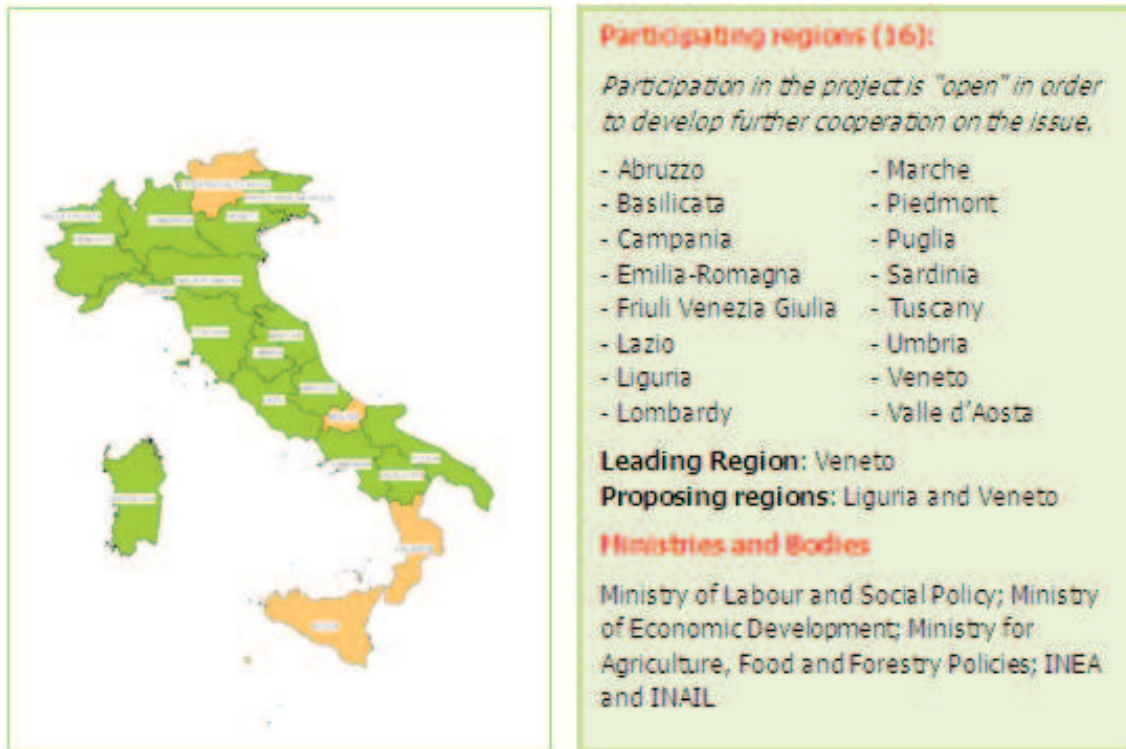 Participating regions (16):
Participation in the project is "open" in order
to develop further cooperation on the issue.
- Abruzzo
- Basilicata
- Campania
- Emilia-Romagna
- Friuli Venezia Giulia
- Lazio
- Liguria
- Lombardy
- Marche
- Piedmont
- Puglia
- Sardinia
- Tuscany
- Umbria
- Veneto
- Valle d'Aosta
Leading Region: Veneto
Proposing regions: Liguria and Veneto
Ministries and Bodies
Ministry of Labour and Social Policy; Ministry
of Economic Development; Ministry for
Agriculture, Food and Forestry Policies; INEA
and INAIL